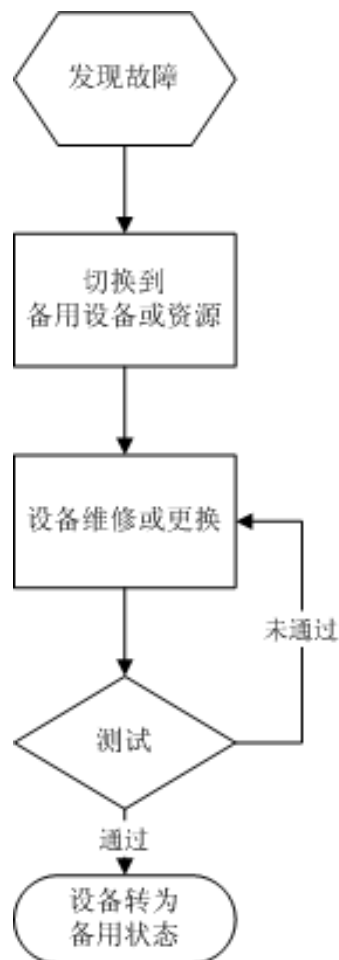 发现故障
切换到
备用设备或资源
设备维修或更换
未通过
测试
通过
设备转为
备用状态